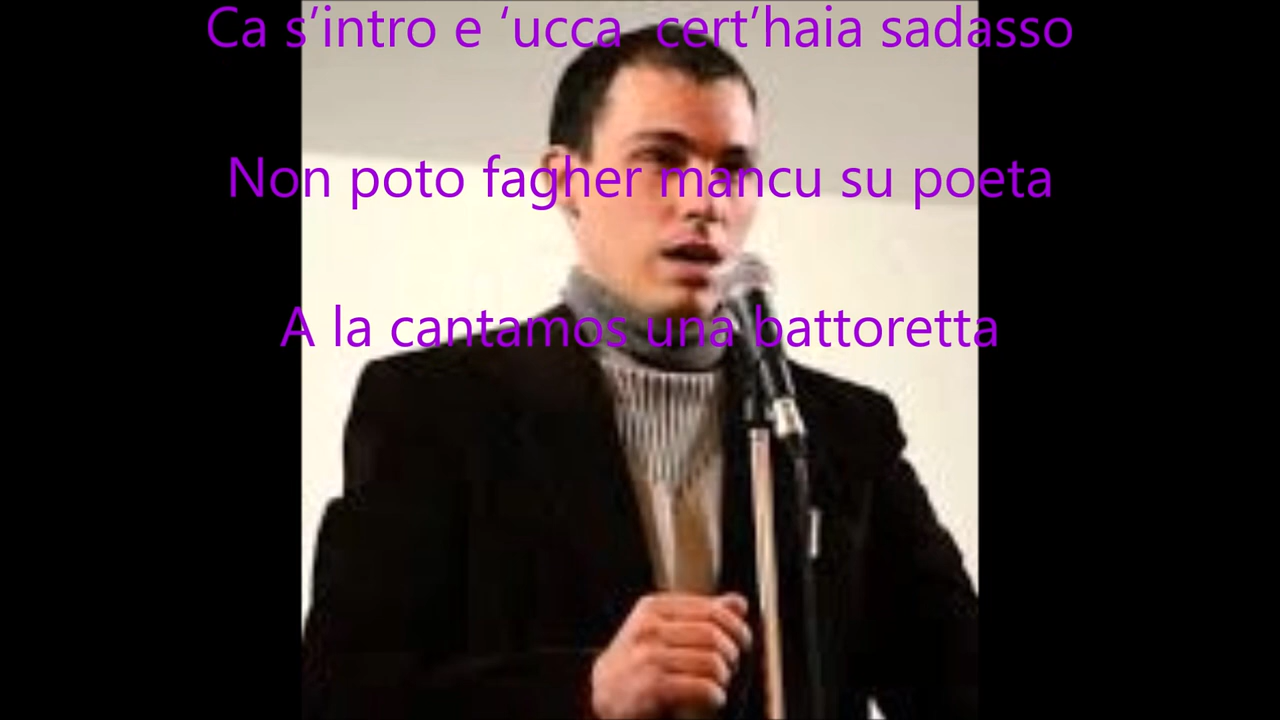 Ca s’intro e ‘ucca  cert’haia sadasso
Non poto fagher mancu su poeta
A la cantamos una battoretta